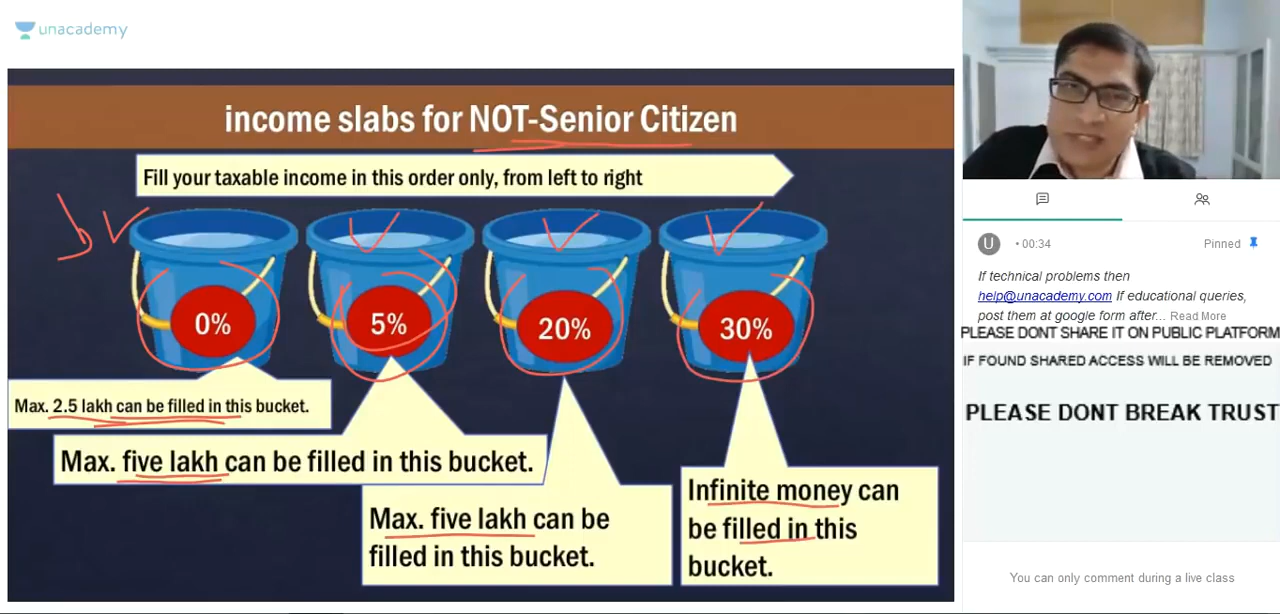 unacademy
income slabs for NOT-Senior Citizen
Fill your taxable income in this order only, from left to right
0%
5%
20%
30%
Max. 2.5 lakh can be filled in this bucket.
Max. five lakh can be filled in this bucket.
Max. five lakh can be
filled in this bucket.
Infinite money can
be filled in this
bucket.
U
• 00:34
Pinned
If technical problems then
help@unacademy.com If educational queries,
post them at google form after... Read More
PLEASE DONT SHARE IT ON PUBLIC PLATFORM
IF FOUND SHARED ACCESS WILL BE REMOVED
PLEASE DONT BREAK TRUST
You can only comment during a live class